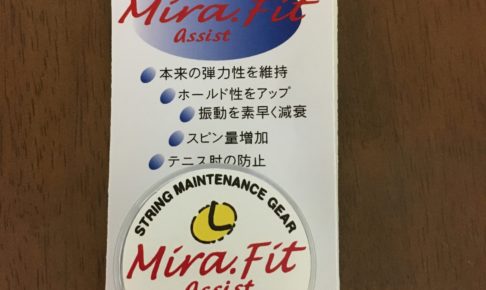 Mira.Fit
assist
本来の弾力性を維持
ホールド性をアップ
振動を素早く減衰
スピン量増加
テニス肘の防止
STRING MAINTENANCE GEAR
Mira.Fit
Assist